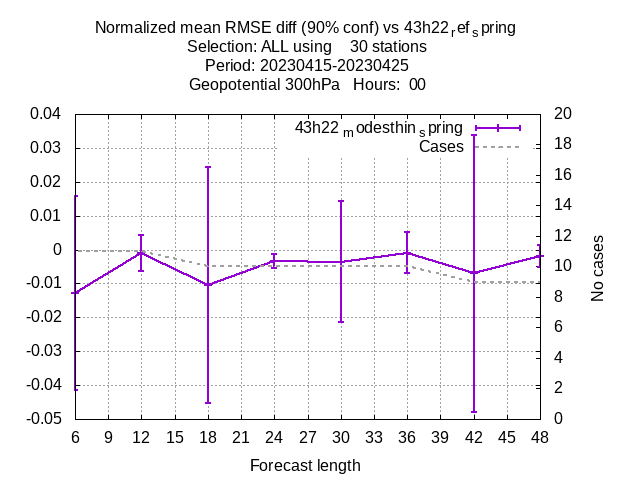 Normalized mean RMSE diff (90% conf) vs 43h22refspring
Selection: ALL using 30 stations
Period: 20230415-20230425
Geopotential 300hPa Hours: 00
43h22modesthinspring
Cases
0.04
0.03
0.02
0.01
0
-0.01
-0.02
-0.03
-0.04
-0.05
20
18
16
14
12
10
8
6
4
2
0
No cases
6 9 12 15 18 21 24 27 30 33 36 39 42 45 48
Forecast length